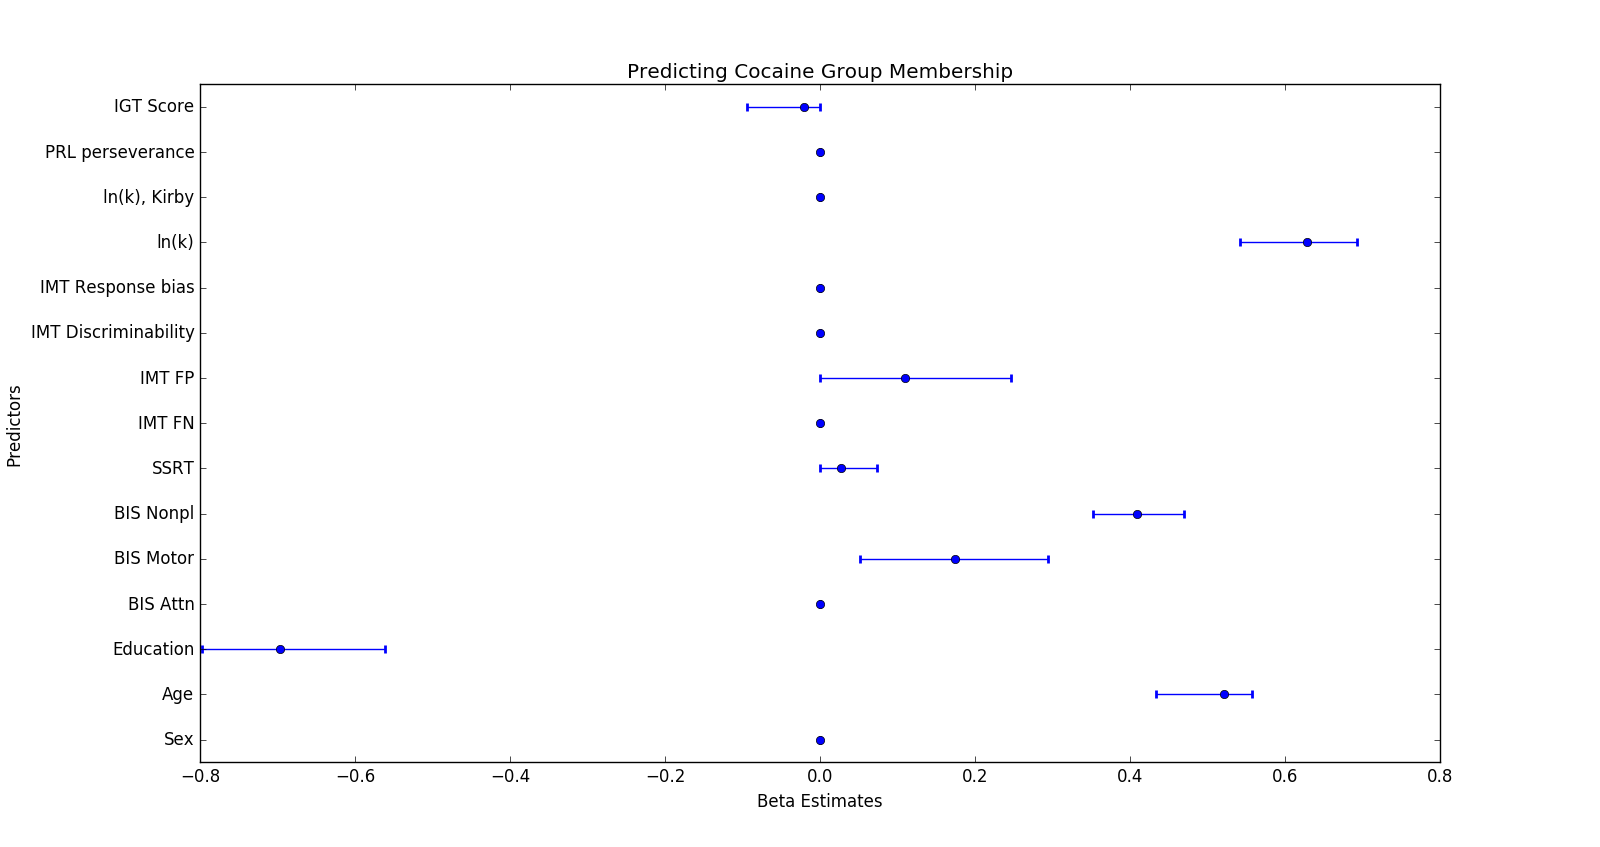 Predicting Cocaine Group Membership
IGT Score
PRL perseverance
ln(k), Kirby
ln(k)
IMT Response bias
IMT Discriminability
IMT FP
IMT FN
SSRT
BIS Nonpl
BIS Motor
BIS Attn
Education
Age
Sex
Predictors
−0.8 −0.6 −0.4 −0.2 0.0 0.2 0.4 0.6 0.8
Beta Estimates